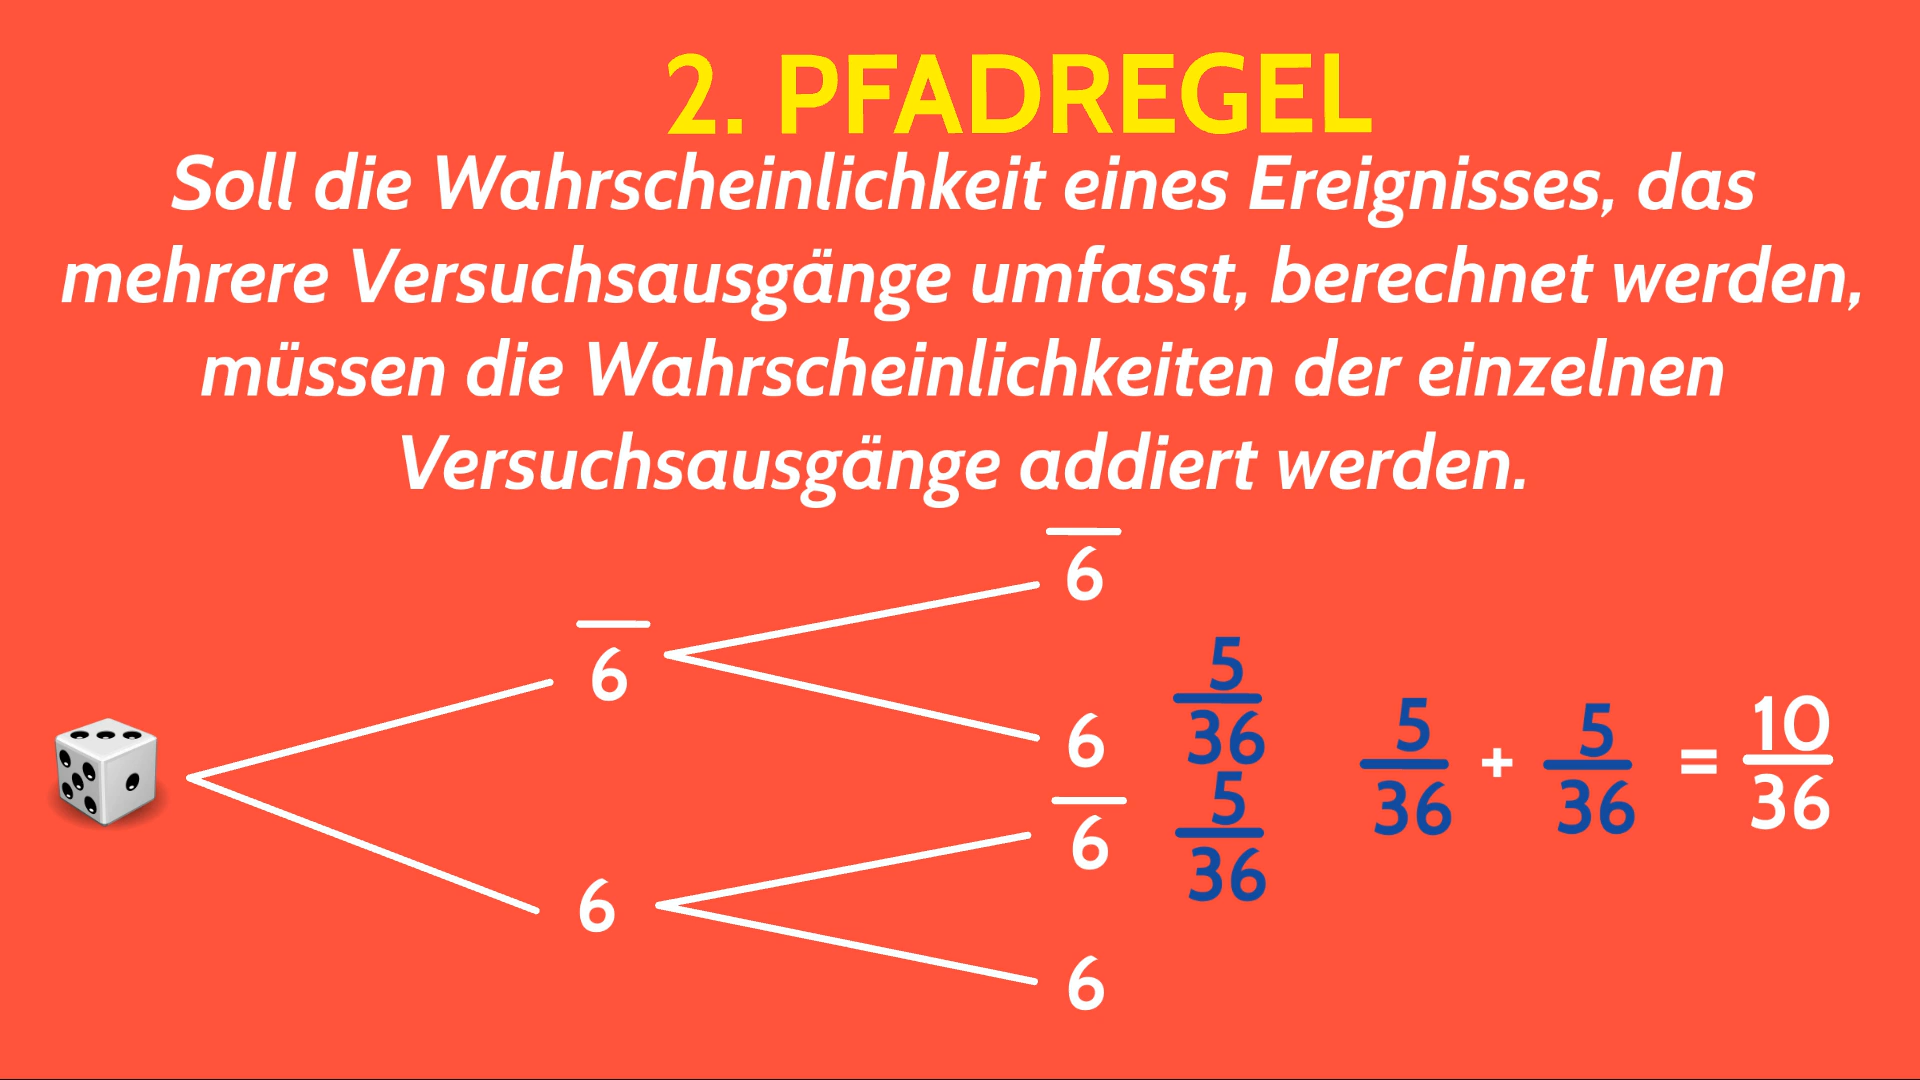 2. PFADREGEL
Soll die Wahrscheinlichkeit eines Ereignisses, das
mehrere Versuchsausgänge umfasst, berechnet werden,
müssen die Wahrscheinlichkeiten der einzelnen
Versuchsausgänge addiert werden.
6̅
6̅
6
5/36
6
5/36 + 5/36 = 10/36
6̅
5/36
6
6